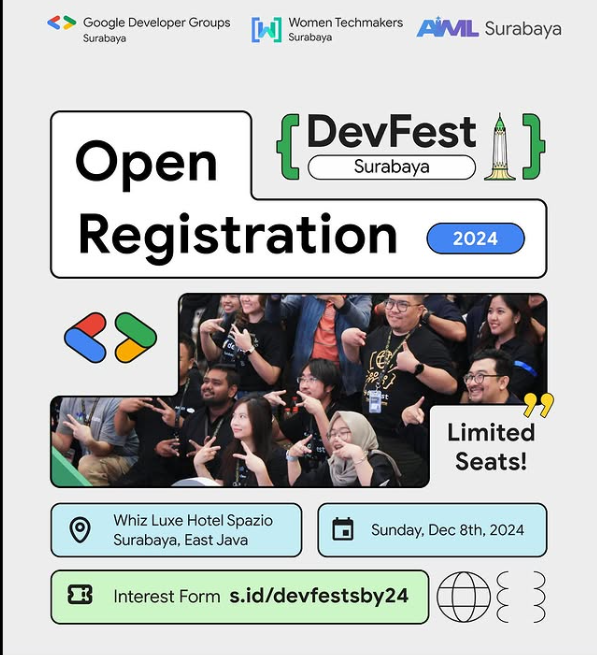 Google Developer Groups
Surabaya
Women Techmakers
Surabaya
AIML Surabaya
DevFest
Surabaya
Open
Registration
2024
Limited
Seats!
Whiz Luxe Hotel Spazio
Surabaya, East Java
Sunday, Dec 8th, 2024
Interest Form s.id/devfestsby24